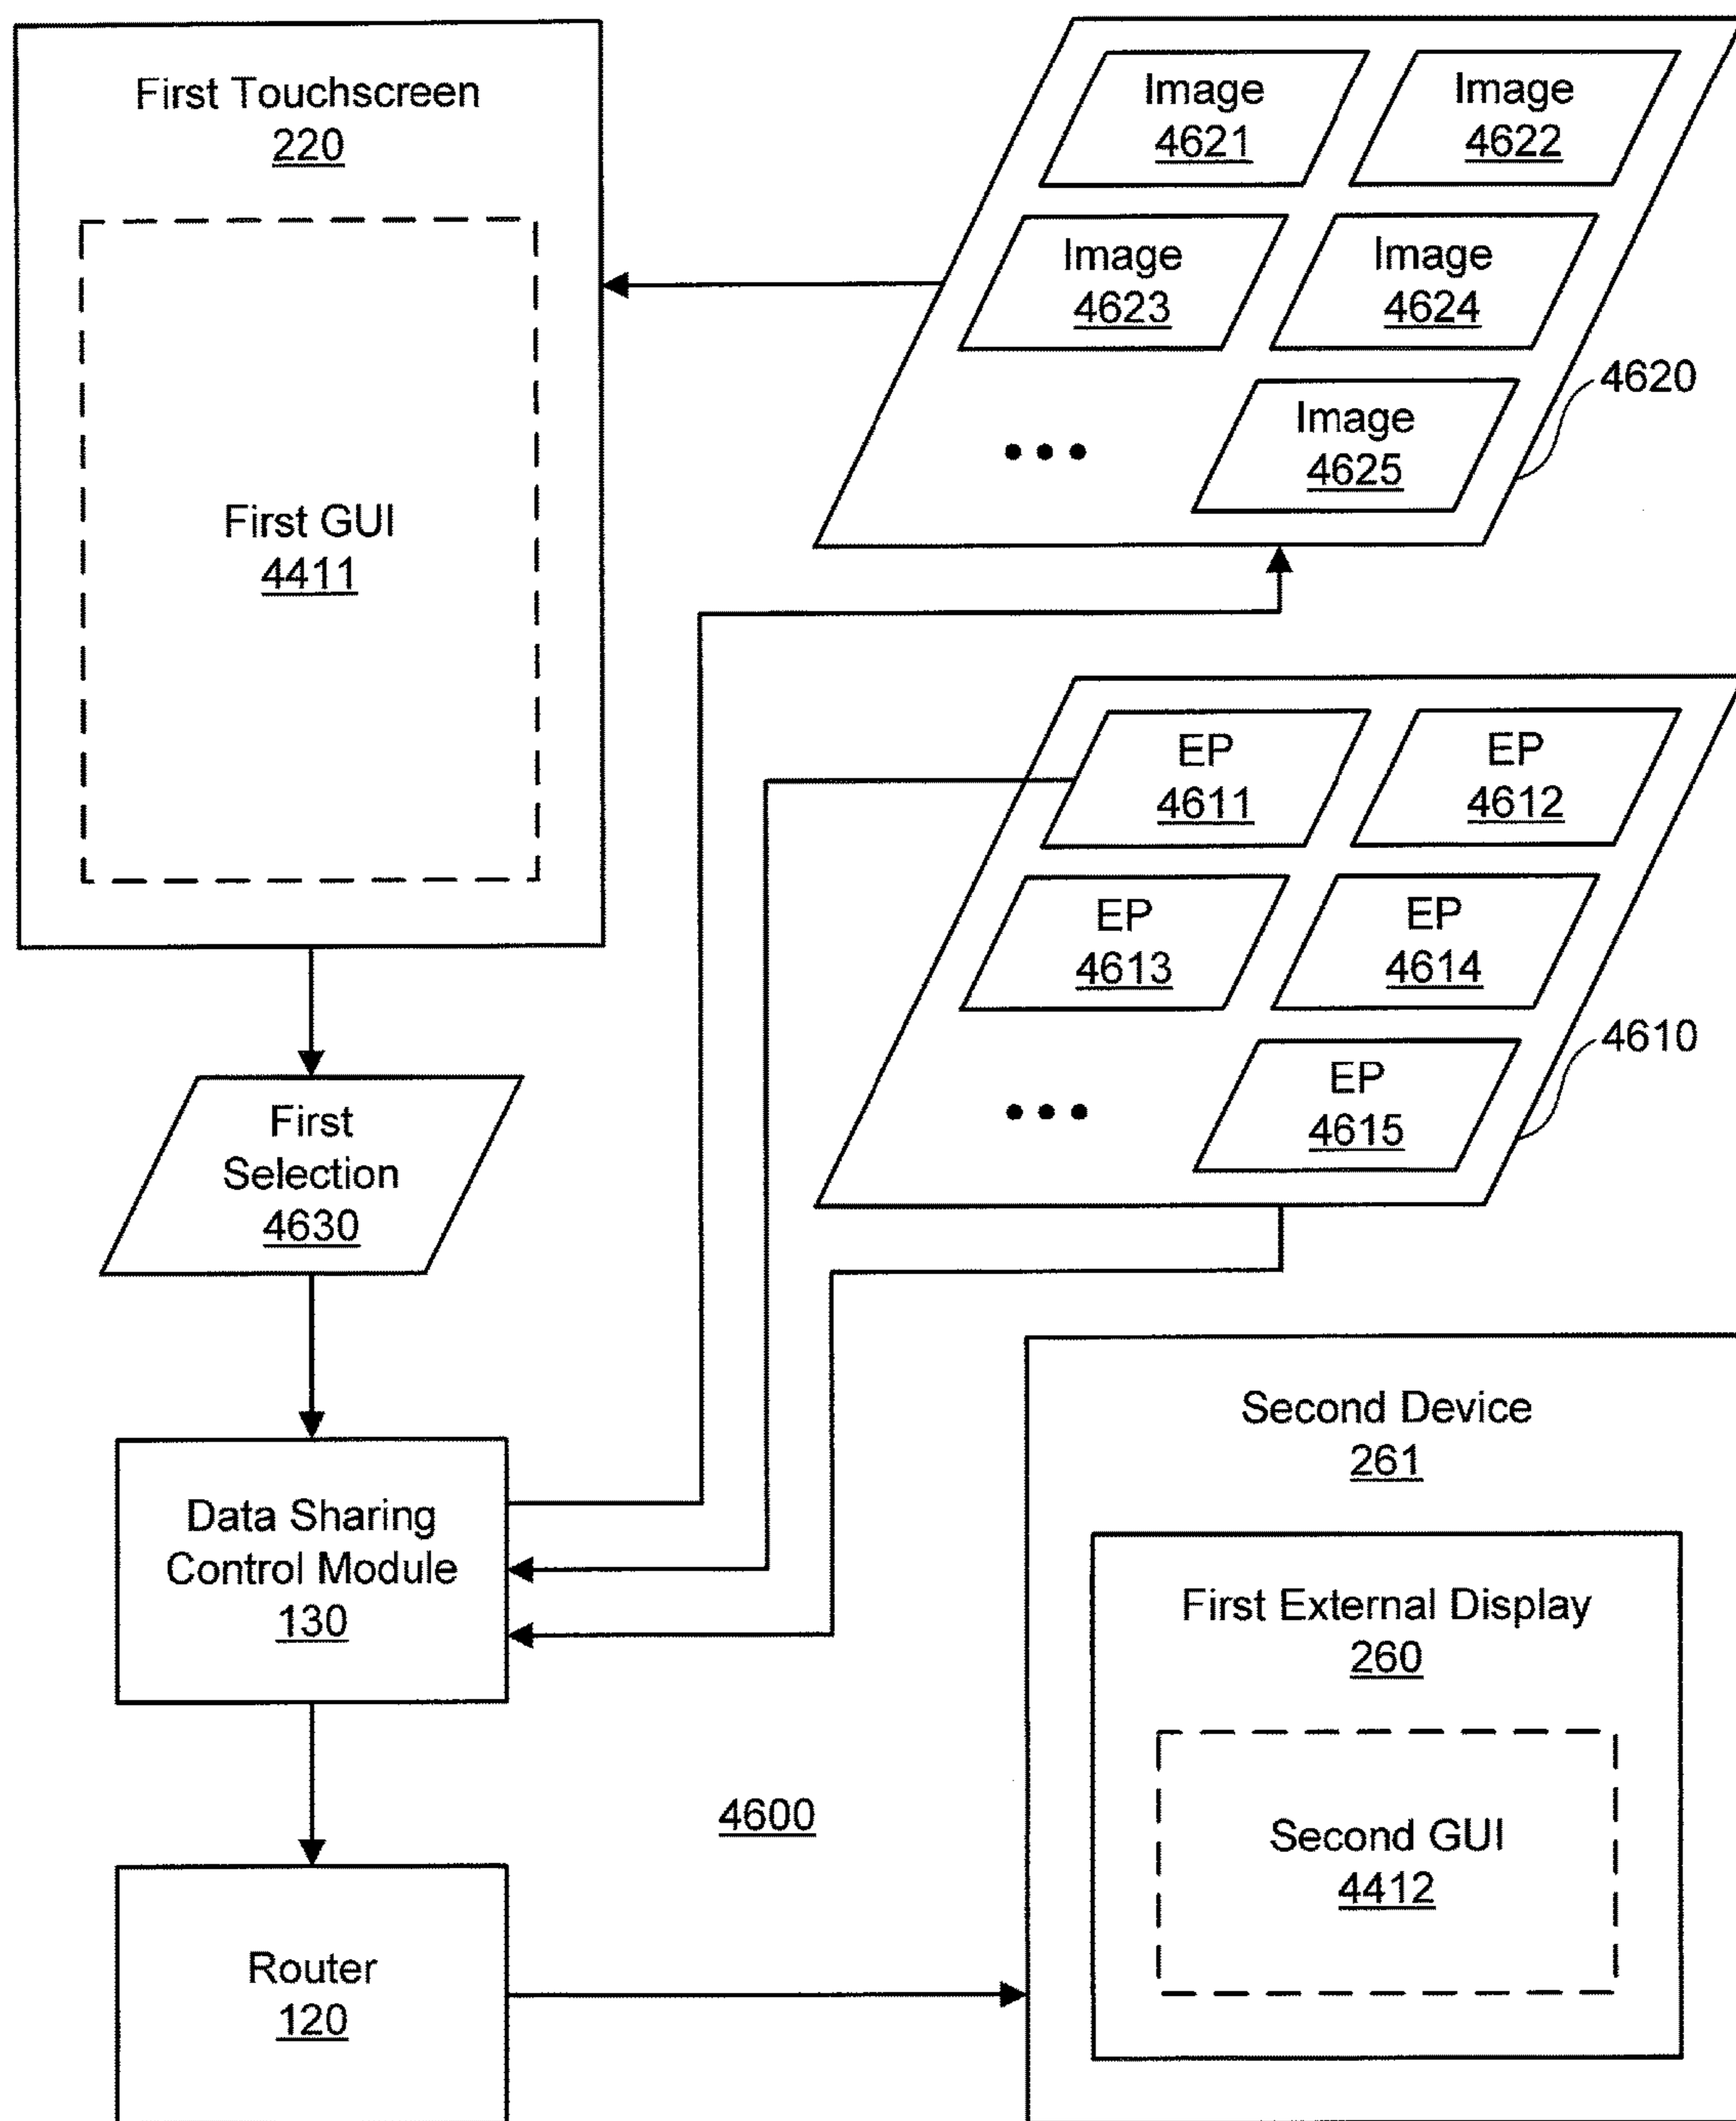 First Touchscreen
220
First GUI
4411
Image
4621
Image
4622
Image
4623
Image
4624
•••
Image
4625
4620
EP
4611
EP
4612
EP
4613
EP
4614
•••
EP
4615
4610
First
Selection
4630
Data Sharing
Control Module
130
Router
120
4600
Second Device
261
First External Display
260
Second GUI
4412